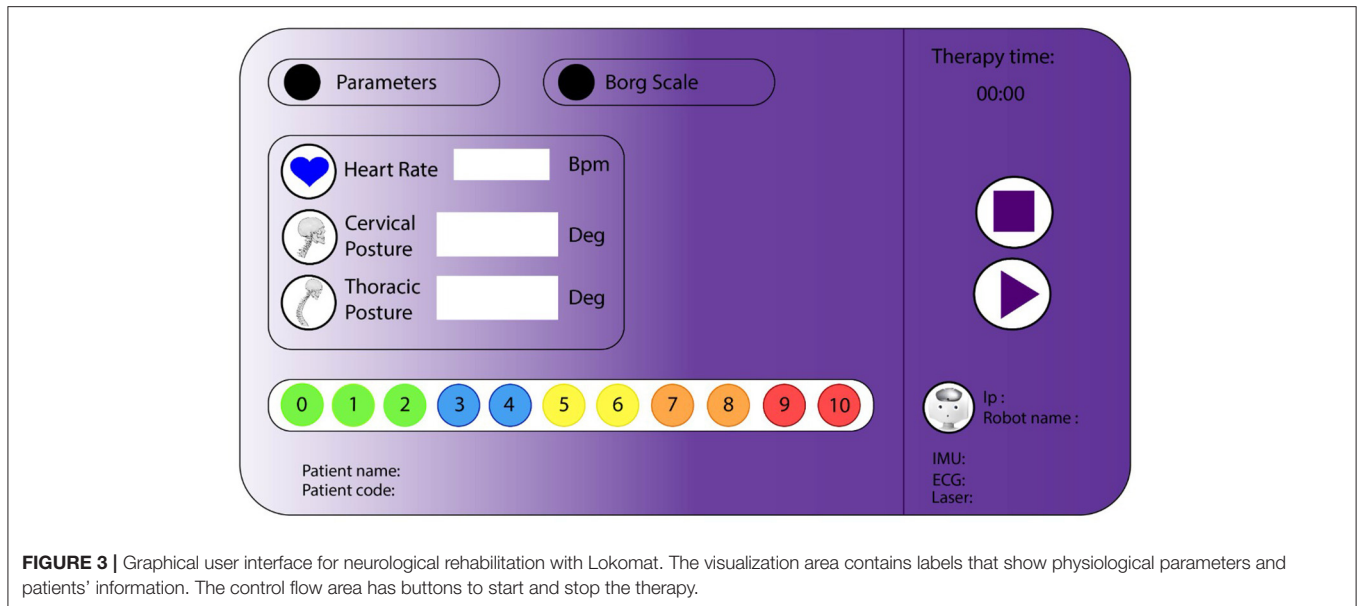 Parameters
Borg Scale
Therapy time:
00:00
Heart Rate
Bpm
Cervical
Posture
Deg
Thoracic
Posture
Deg
0 1 2 3 4 5 6 7 8 9 10
Ip :
Robot name :
Patient name:
Patient code:
IMU:
ECG:
Laser:
FIGURE 3 | Graphical user interface for neurological rehabilitation with Lokomat. The visualization area contains labels that show physiological parameters and
patients’ information. The control flow area has buttons to start and stop the therapy.